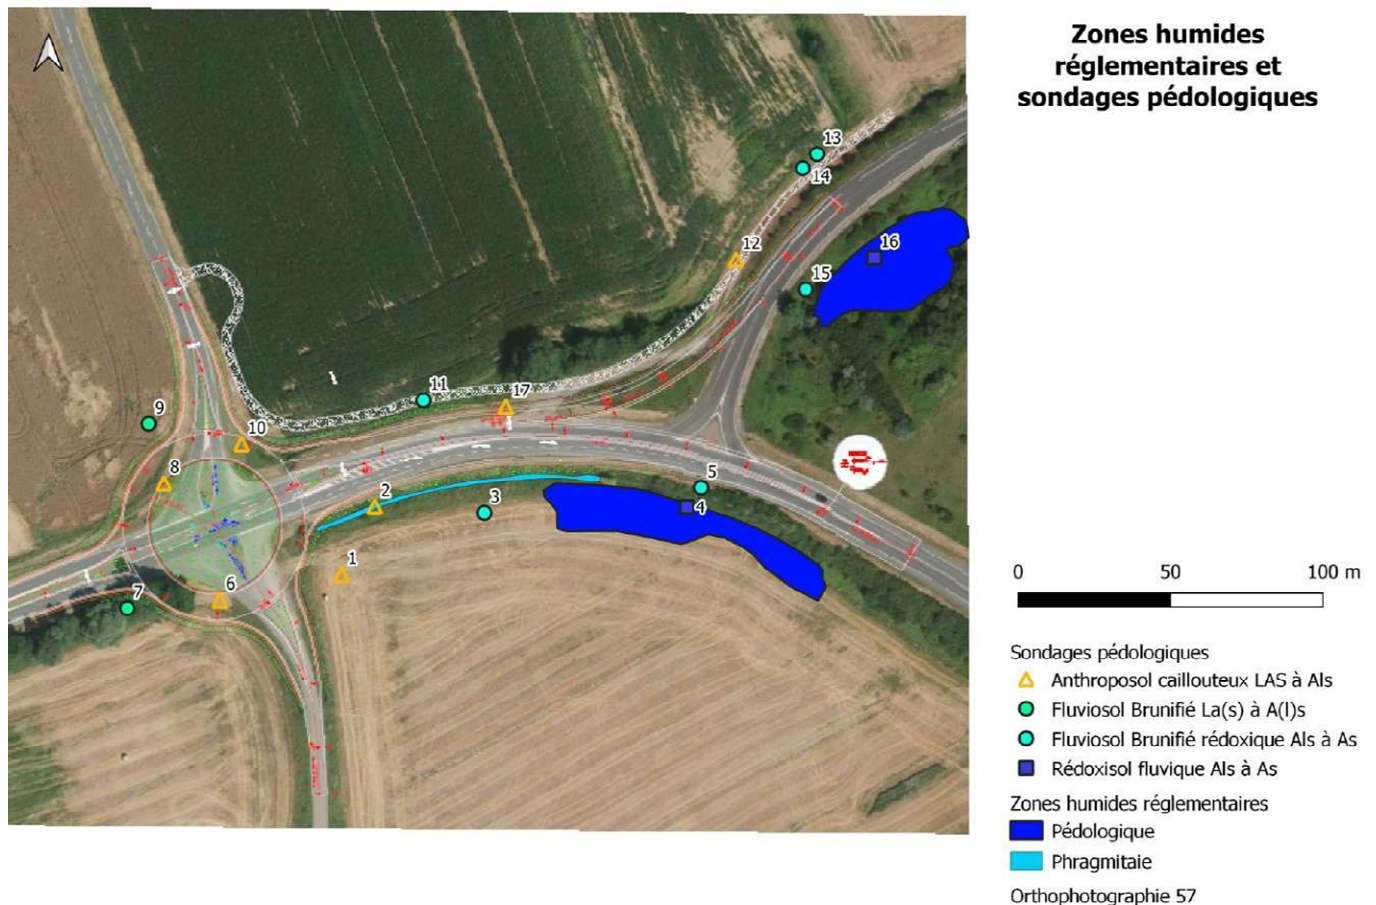 Zones humides
réglementaires et
sondages pédologiques
13
14
12
16
15
11
17
9
10
8
5
2
3
4
1
6
7
0 50 100 m
Sondages pédologiques
Anthroposol caillouteux LAS à Als
Fluviosol Brunifié La(s) à A(l)s
Fluviosol Brunifié rédoxique Als à As
Rédoxisol fluvique Als à As
Zones humides réglementaires
Pédologique
Phragmitaie
Orthophotographie 57